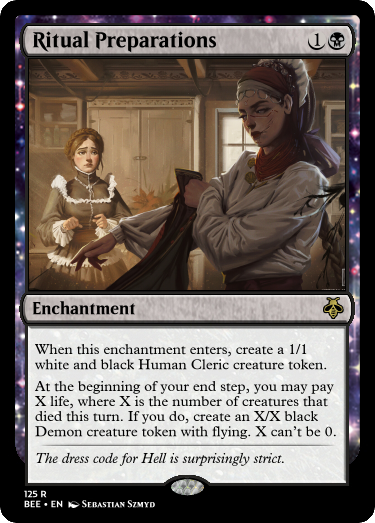 Ritual Preparations 1
Enchantment
When this enchantment enters, create a 1/1
white and black Human Cleric creature token.
At the beginning of your end step, you may pay
X life, where X is the number of creatures that
died this turn. If you do, create an X/X black
Demon creature token with flying. X can't be 0.
The dress code for Hell is surprisingly strict.
125 R
BEE • EN Sebastian Szmyd